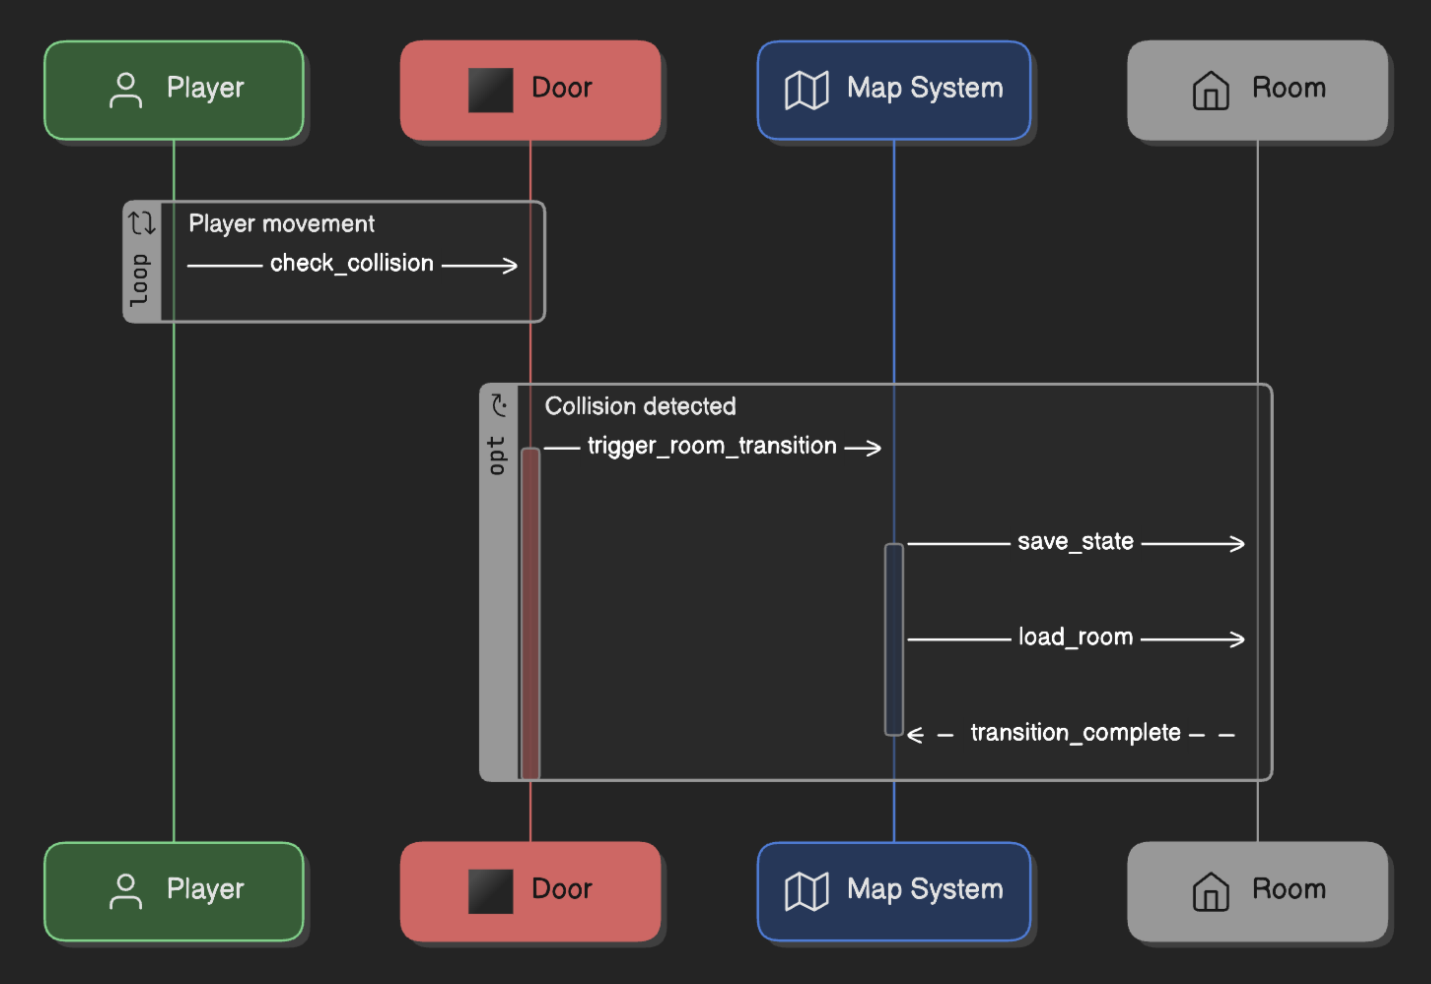 Player
Door
Map System
Room
loop
Player movement
check_collision
opt
Collision detected
trigger_room_transition
save_state
load_room
transition_complete
Player
Door
Map System
Room